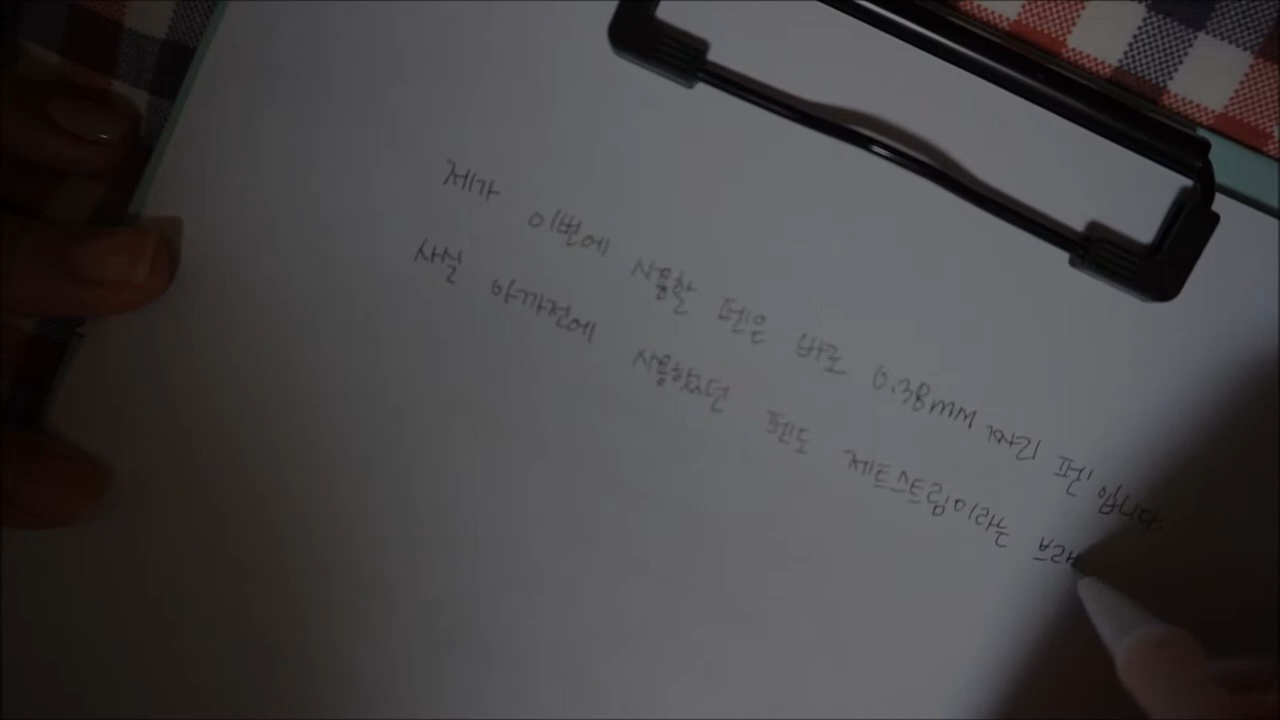 제가 이번에 사용할 펜은 바로 0.38mm 짜리 펜 입니다
사실 아까전에 사용했던 펜도 제트스트림이라는 브래